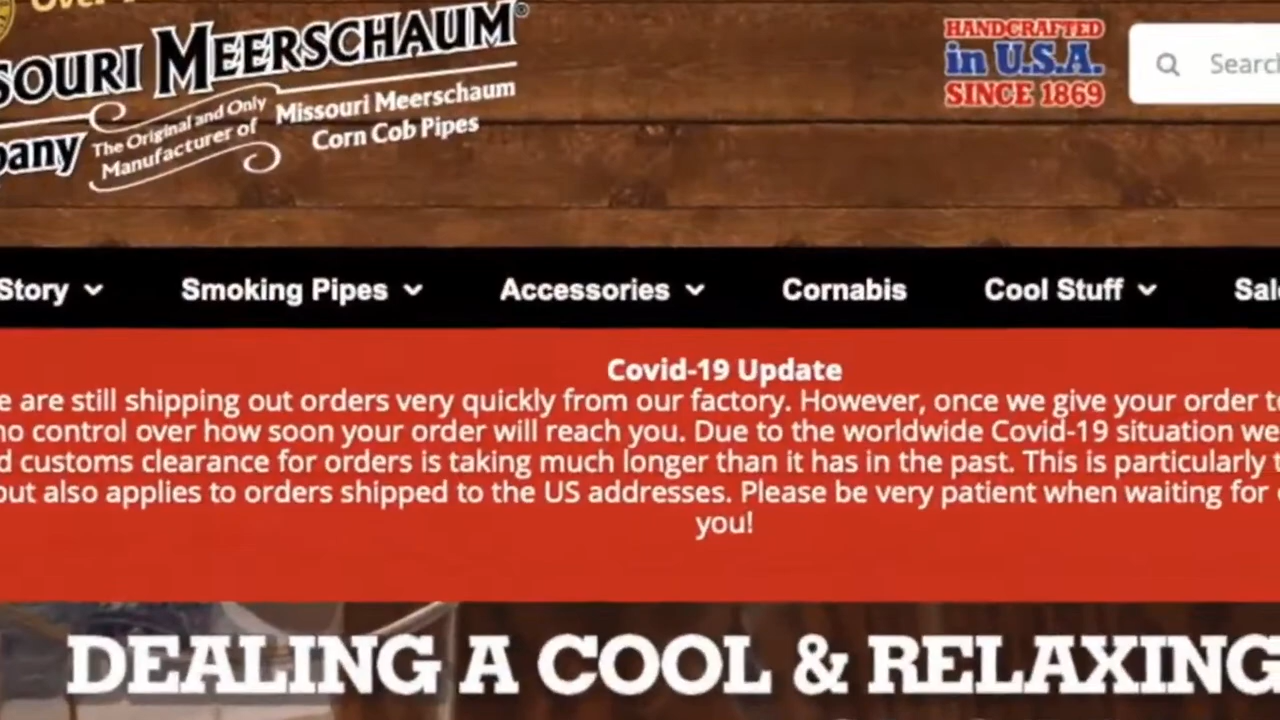 SOURI MEERSCHAUM®
pany
The Original and Only
Manufacturer of
Missouri Meerschaum
Corn Cob Pipes
HANDCRAFTED
in U.S.A.
SINCE 1869
Search
Story
Smoking Pipes
Accessories
Cornabis
Cool Stuff
Sal
Covid-19 Update
e are still shipping out orders very quickly from our factory. However, once we give your order to
no control over how soon your order will reach you. Due to the worldwide Covid-19 situation we
d customs clearance for orders is taking much longer than it has in the past. This is particularly t
but also applies to orders shipped to the US addresses. Please be very patient when waiting for
you!
DEALING A COOL & RELAXING